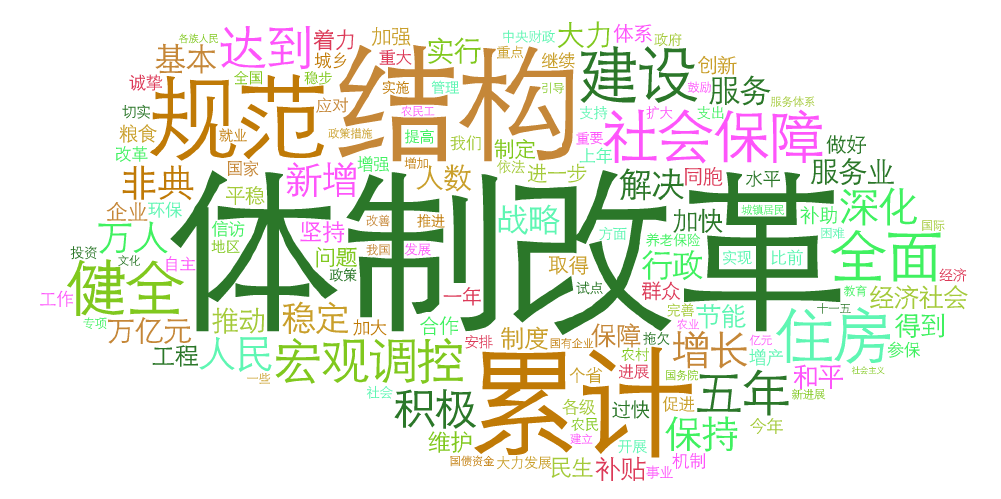 各族人民
达到
着力
加强
实行
中央财政
大力
体系
政府
基本
城乡
重大
结构
重点
继续
建设
创新
诚挚
全国
稳步
实施
管理
引导
鼓励
服务
切实
规范
应对
农民工
支持
扩大
支出
服务体系
粮食
就业
政策措施
提高
我们
制定
重要
社会保障
做好
改革
国家
增强
增加
依法
进一步
上年
服务业
非典
新增
人数
解决
同胞
水平
企业
环保
平稳
体制改革
战略
加快
城镇居民
补助
深化
万人
信访
坚持
改善
推进
方面
养老保险
困难
国际
投资
文化
地区
自主
问题
我国
发展
取得
行政
实现
比前
全面
健全
政策
群众
试点
教育
经济
工作
一年
完善
节能
经济社会
专项
万亿元
推动
稳定
加大
合作
制度
保障
拖欠
农业
十一五
住房
得到
工程
人民
宏观调控
安排
国有企业
农村
增长
亿元
增产
参保
一些
社会
累计
个省
进展
国务院
五年
和平
社会主义
新进展
积极
各级
过快
促进
维护
农民
开展
建立
保持
今年
国债资金
大力发展
民生
补贴
事业
机制